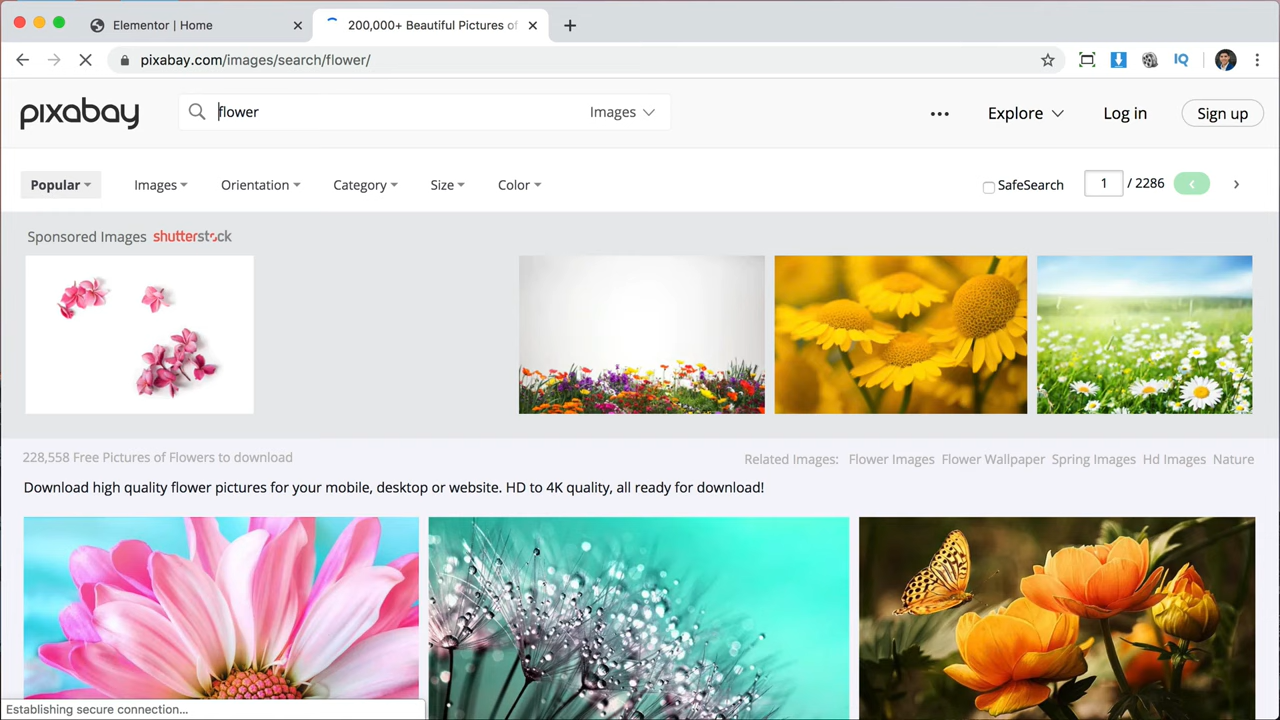 Elementor | Home
200,000+ Beautiful Pictures of
pixabay.com/images/search/flower/
IQ
pixabay
flower
Images
Explore
Log in
Sign up
Popular
Images
Orientation
Category
Size
Color
SafeSearch
1 / 2286
Sponsored Images shutterstock
228,558 Free Pictures of Flowers to download
Related Images: Flower Images Flower Wallpaper Spring Images Hd Images Nature
Download high quality flower pictures for your mobile, desktop or website. HD to 4K quality, all ready for download!
Establishing secure connection...